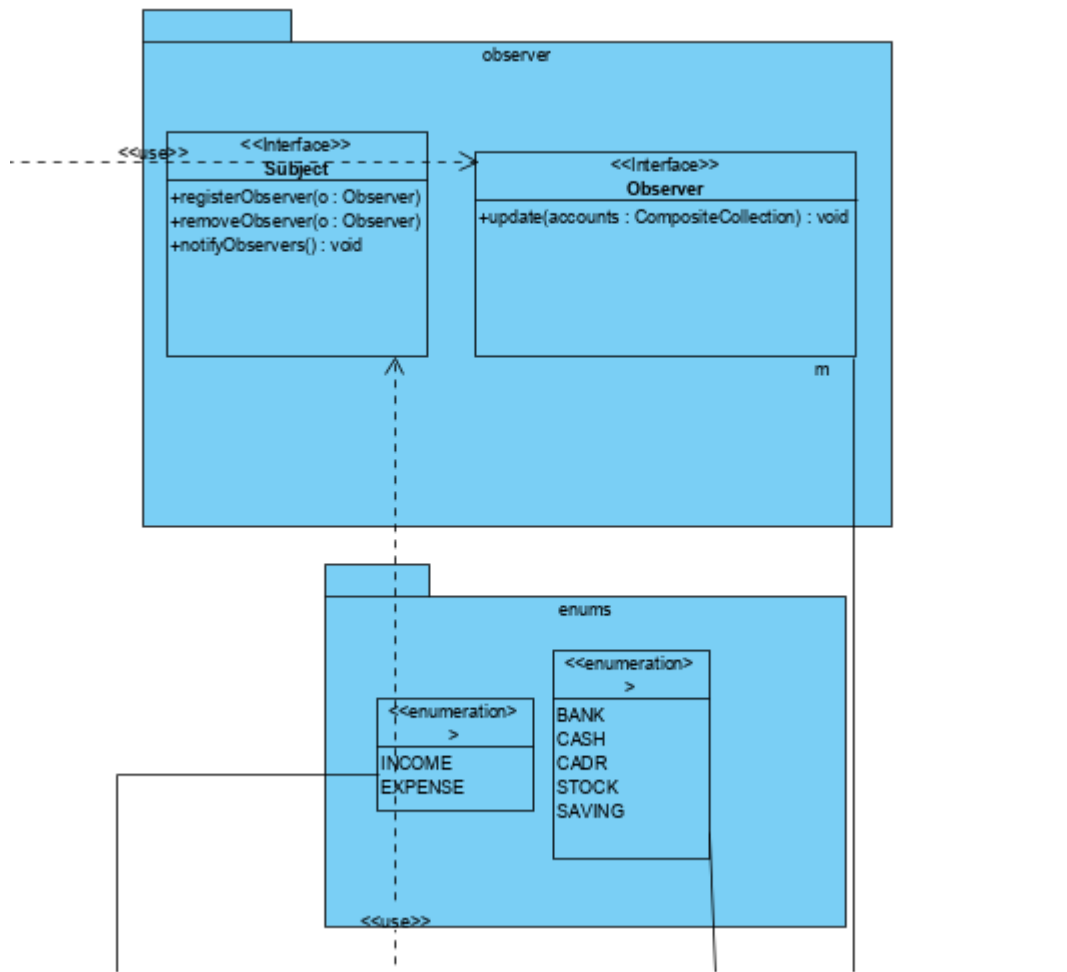 observer
<<use>>
<<Interface>>
Subject
+registerObserver(o : Observer)
+removeObserver(o : Observer)
+notifyObservers() : void
<<Interface>>
Observer
+update(accounts : CompositeCollection) : void
m
enums
<<enumeration>
>
INCOME
EXPENSE
<<enumeration>
>
BANK
CASH
CADR
STOCK
SAVING
<<use>>